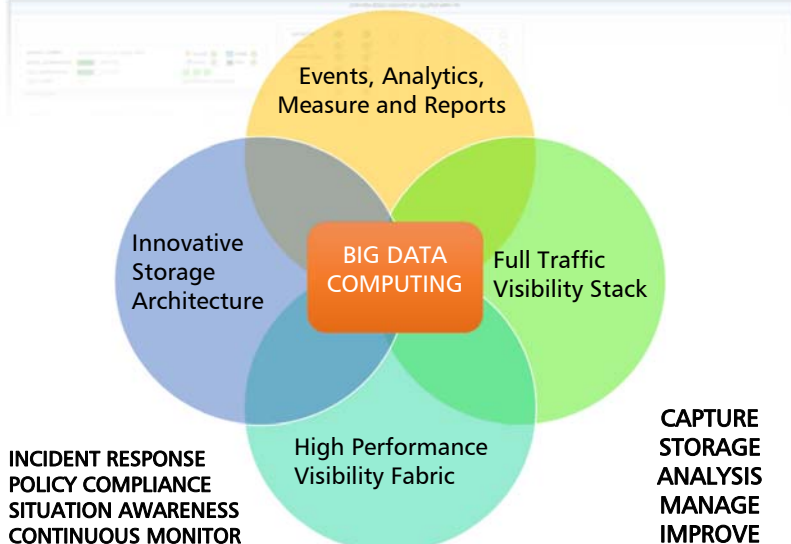 Events, Analytics,
Measure and Reports
Innovative
Storage
Architecture
BIG DATA
COMPUTING
Full Traffic
Visibility Stack
High Performance
Visibility Fabric
INCIDENT RESPONSE
POLICY COMPLIANCE
SITUATION AWARENESS
CONTINUOUS MONITOR
CAPTURE
STORAGE
ANALYSIS
MANAGE
IMPROVE